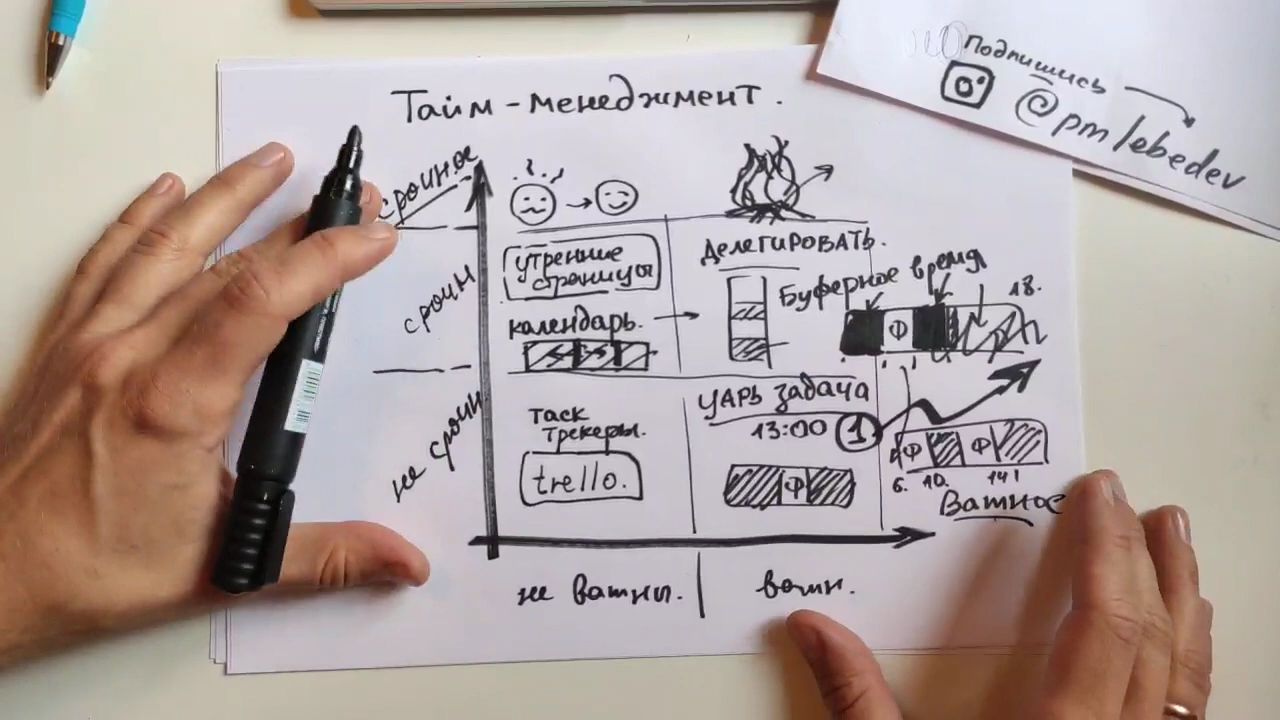 Подпишись
@pmlebedev
Тайм-менеджмент.
срочное
утренние
страницы
ДЕЛЕГИРОВАТЬ.
Буферное время
18.
срочн
календарь.
Ф
ЦАРЬ задача
13:00 1
таск
трекеры.
trello.
Ф
Ф Ф
6. 10. 14
Важное
не срочн
не важны.
важн.